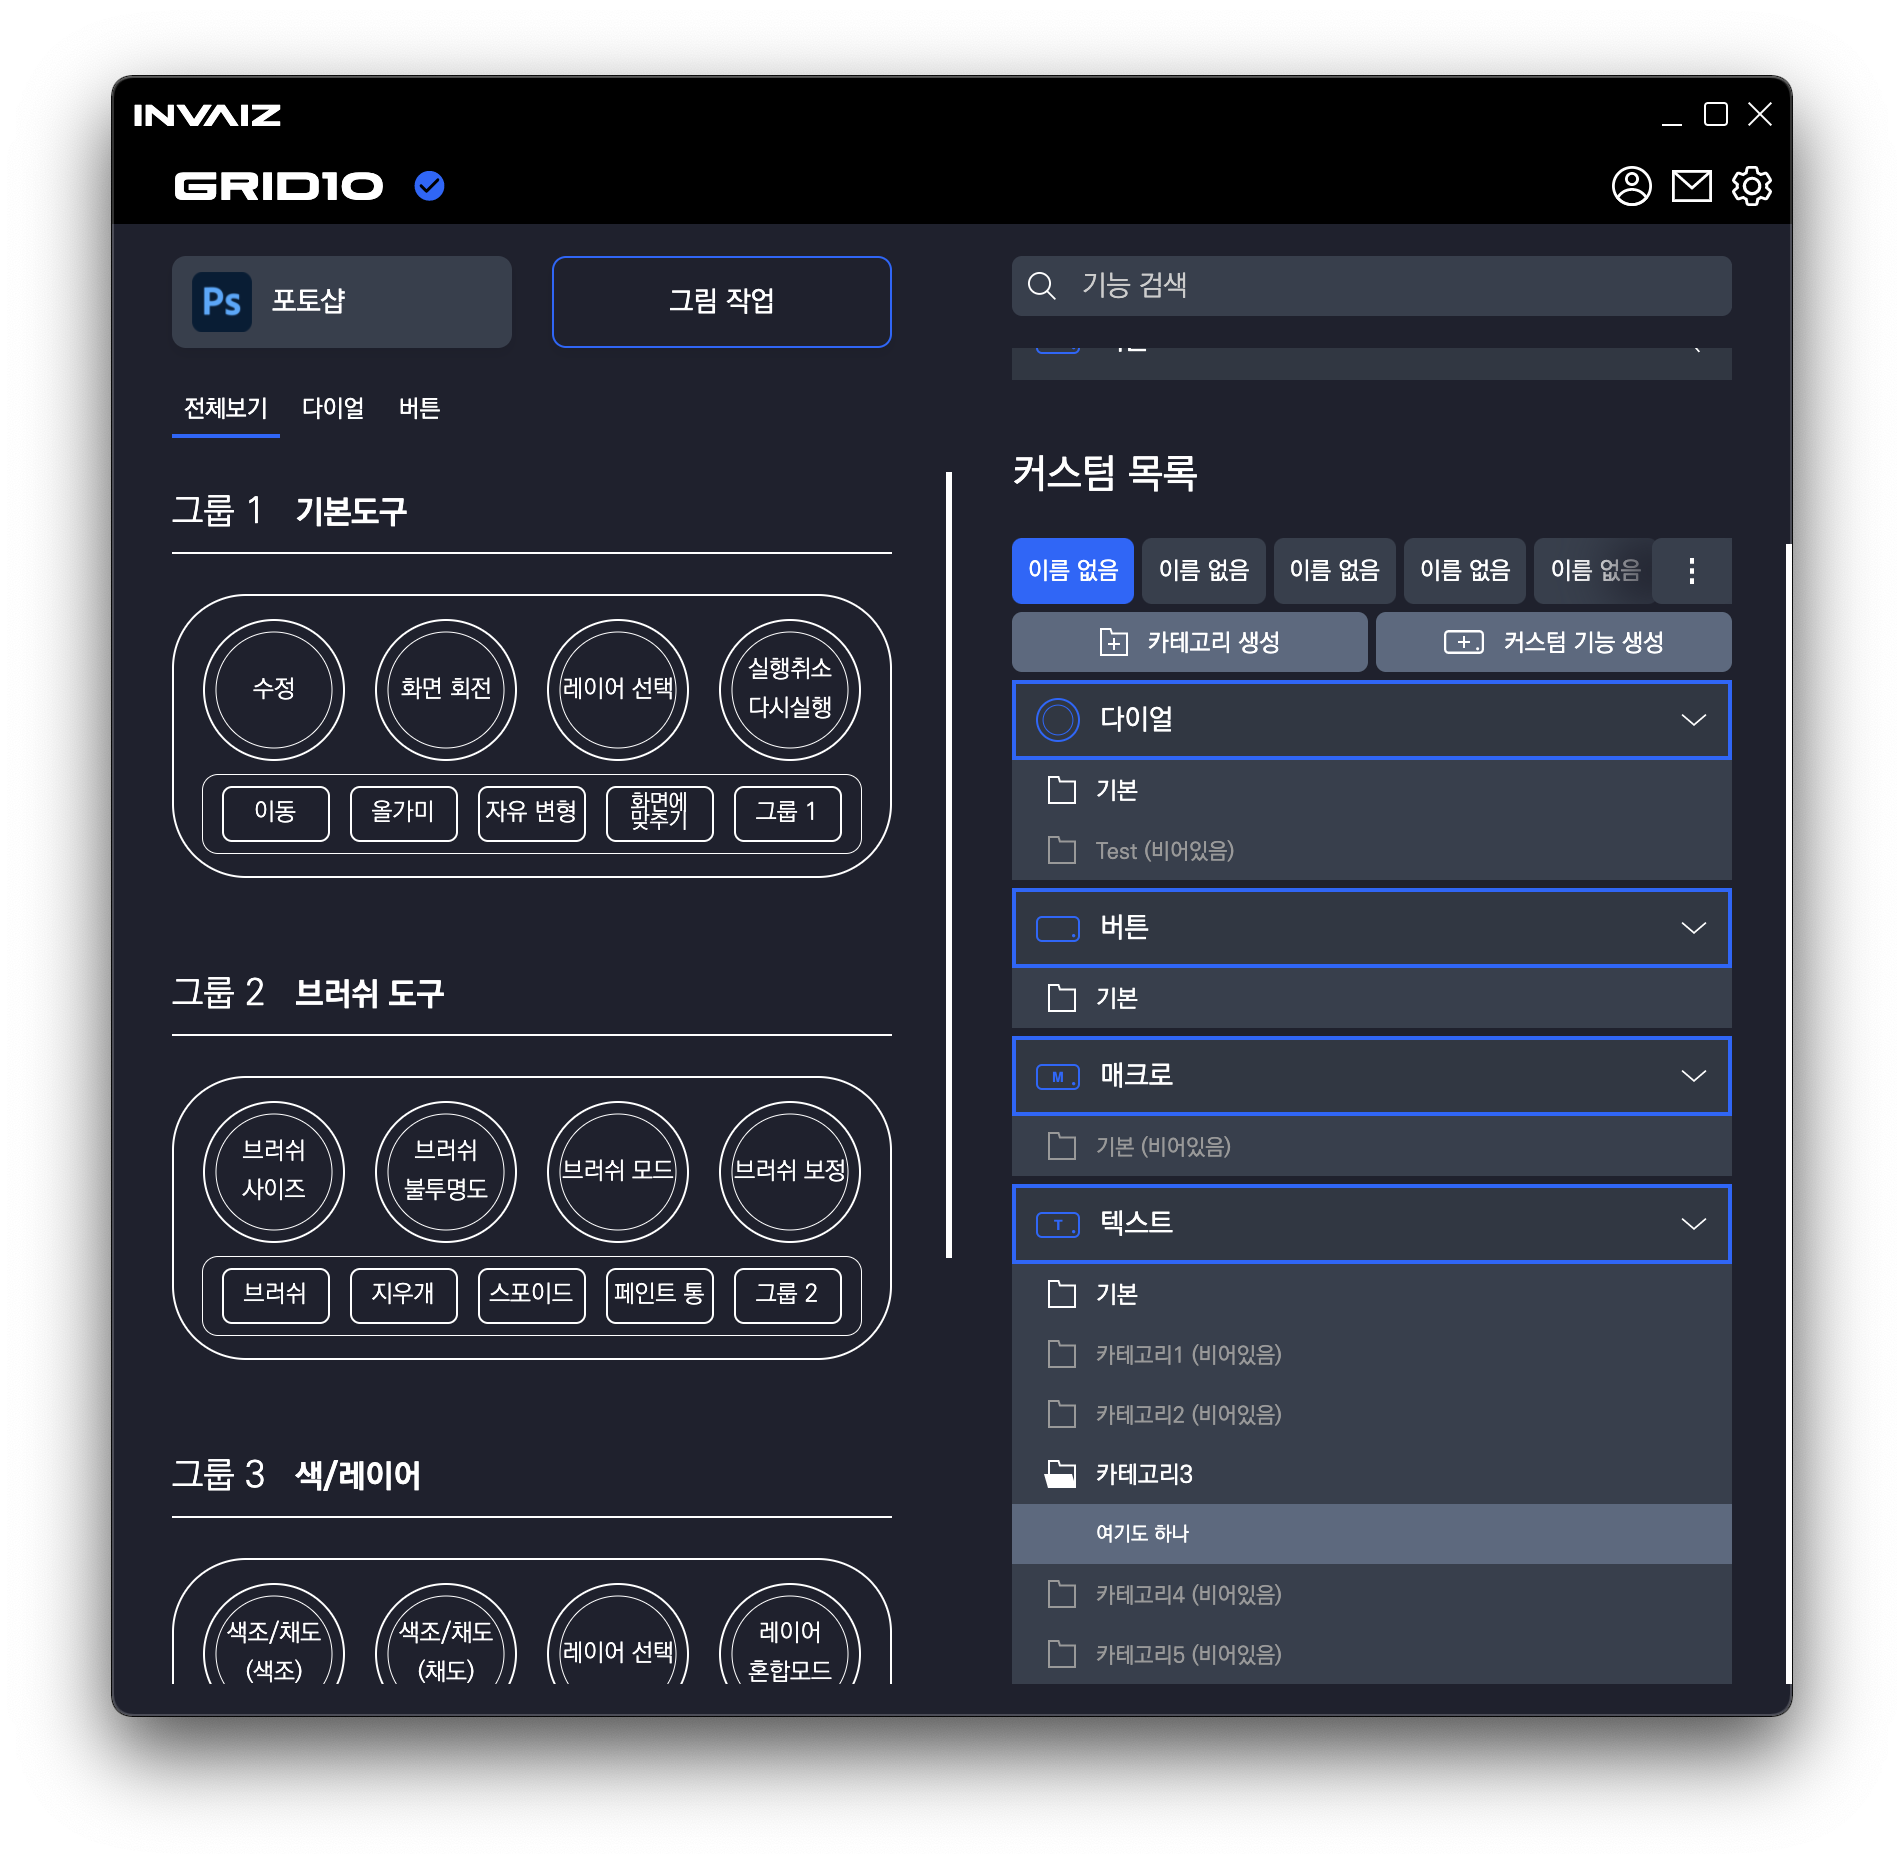 INVAIZ
GRID10
Ps 포토샵
그림 작업
전체보기 다이얼 버튼
그룹 1 기본도구
수정
화면 회전
레이어 선택
실행취소
다시실행
이동
올가미
자유 변형
화면에
맞추기
그룹 1
그룹 2 브러쉬 도구
브러쉬
사이즈
브러쉬
불투명도
브러쉬 모드
브러쉬 보정
브러쉬
지우개
스포이드
페인트 통
그룹 2
그룹 3 색/레이어
색조/채도
(색조)
색조/채도
(채도)
레이어 선택
레이어
혼합모드
기능 검색
커스텀 목록
이름 없음
이름 없음
이름 없음
이름 없음
이름 없음
카테고리 생성
커스텀 기능 생성
다이얼
기본
Test (비어있음)
버튼
기본
M 매크로
기본 (비어있음)
T 텍스트
기본
카테고리1 (비어있음)
카테고리2 (비어있음)
카테고리3
여기도 하나
카테고리4 (비어있음)
카테고리5 (비어있음)